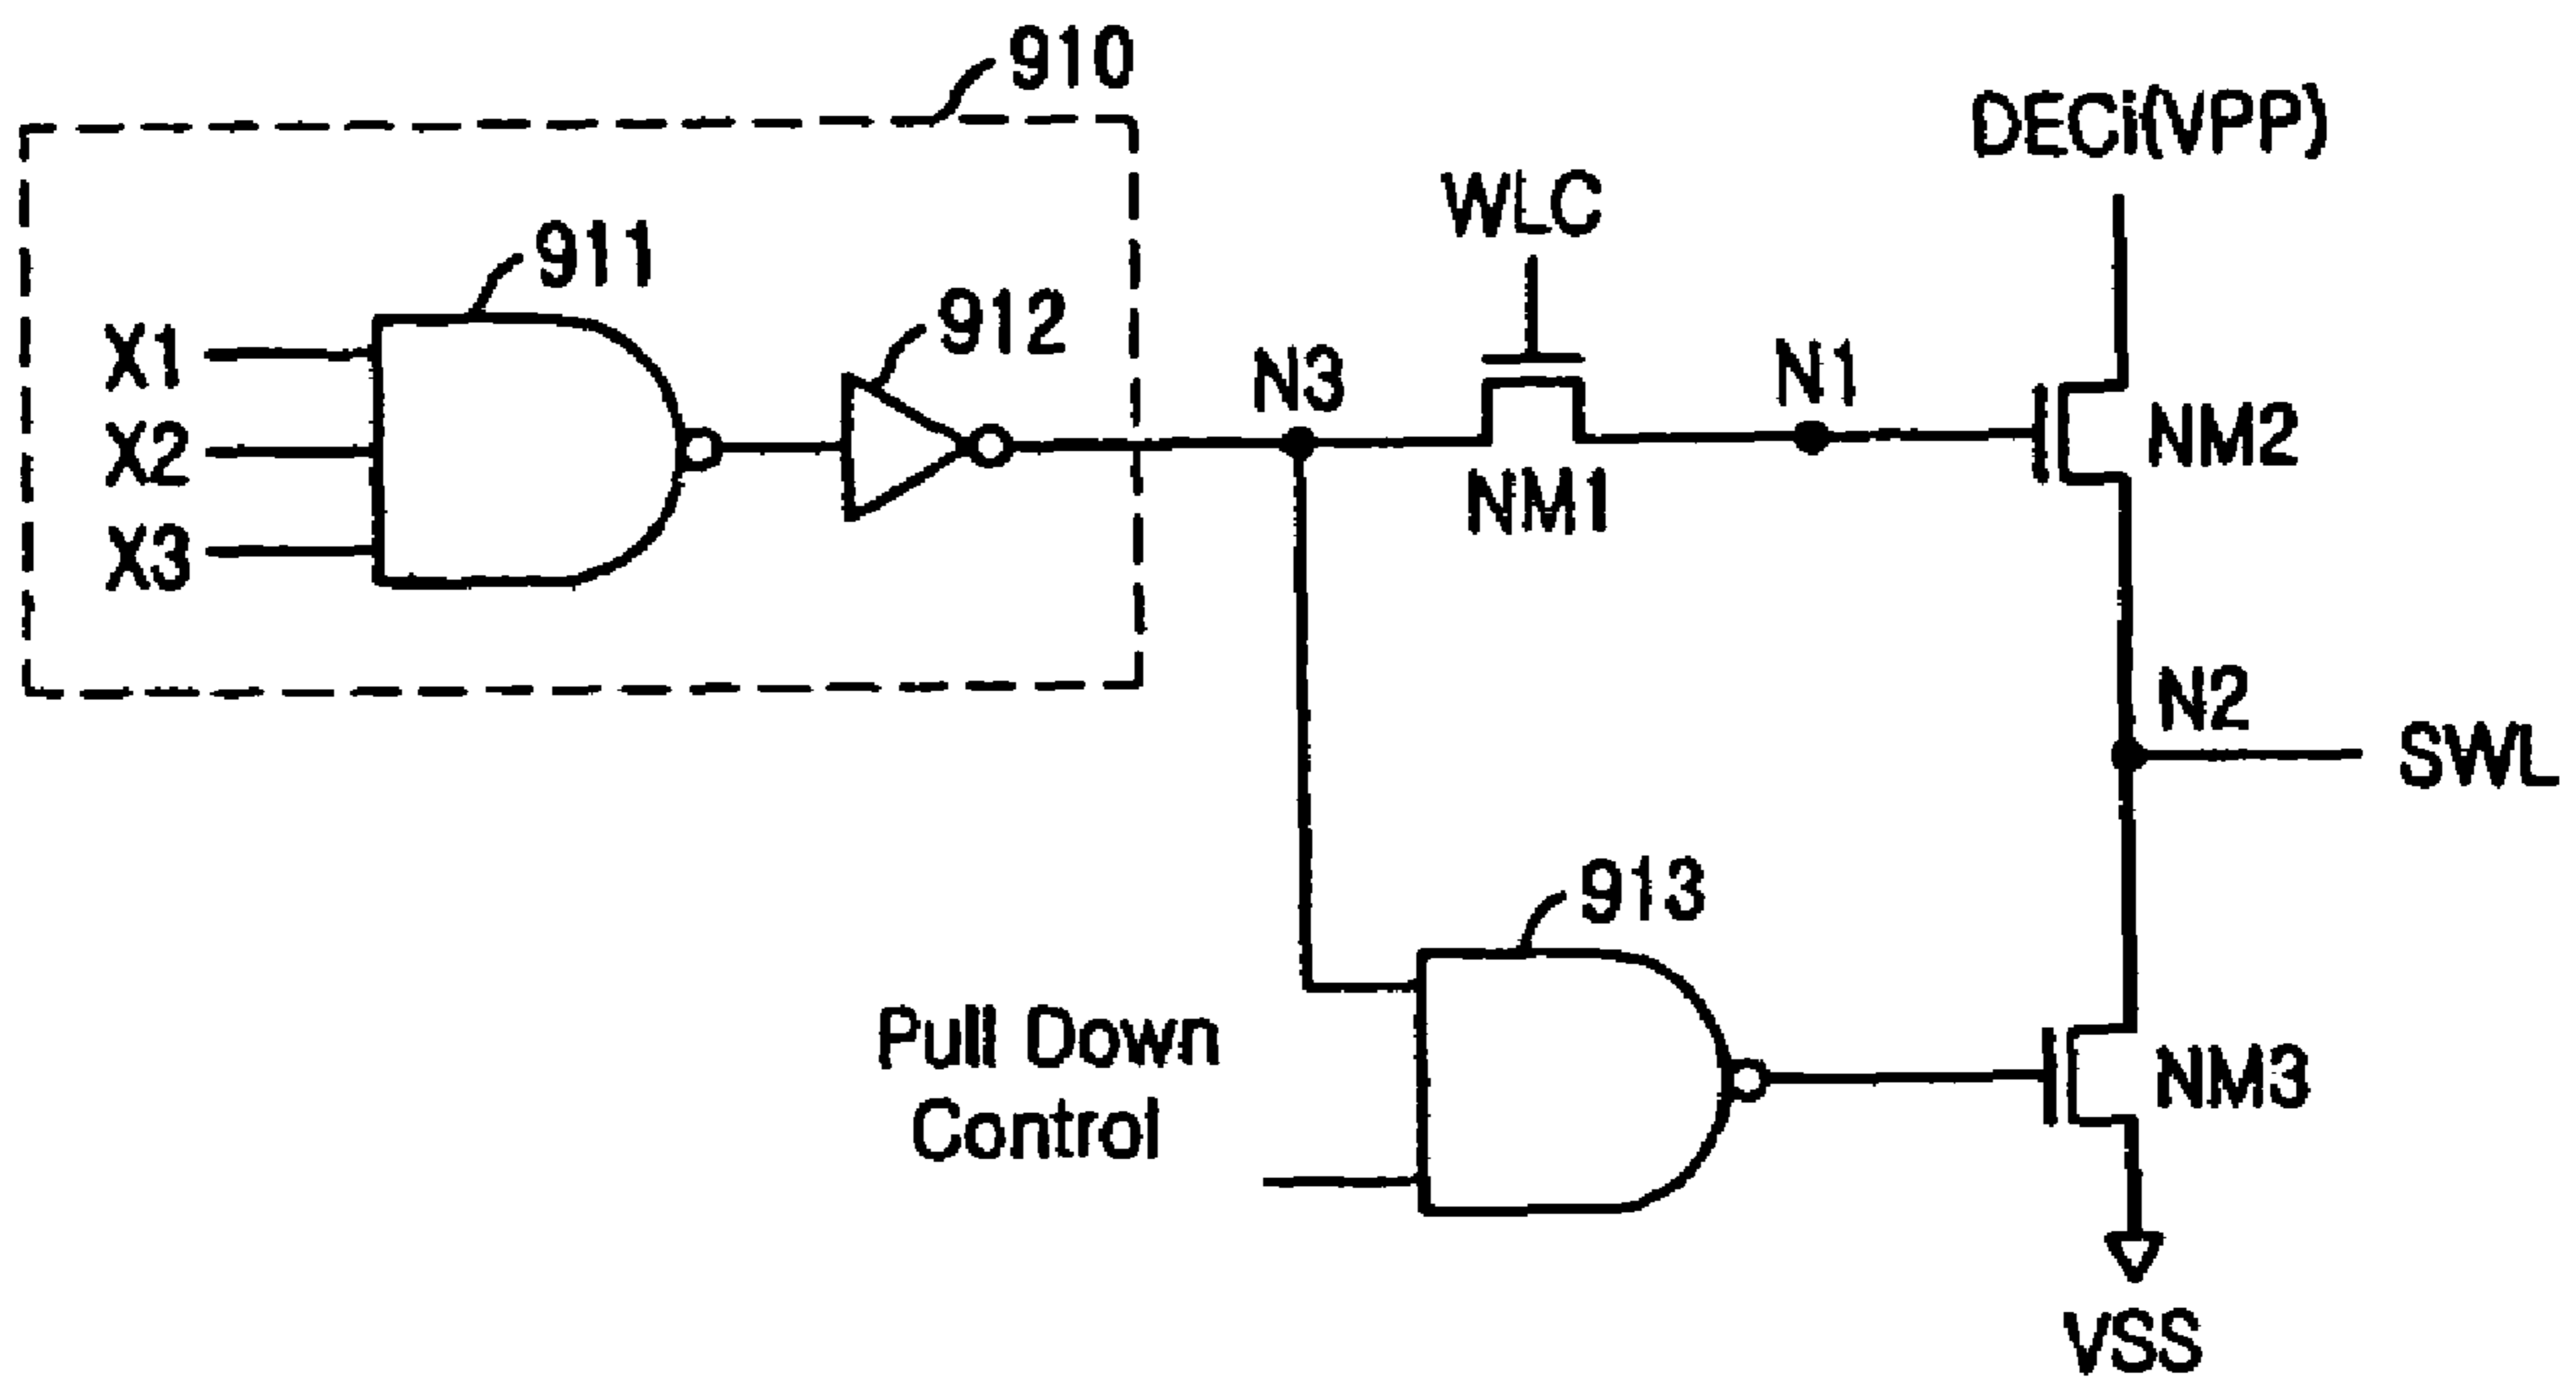 910
DECi(VPP)
WLC
911
912
X1
X2
X3
N3
N1
NM1
NM2
N2
SWL
913
Pull Down
Control
NM3
VSS